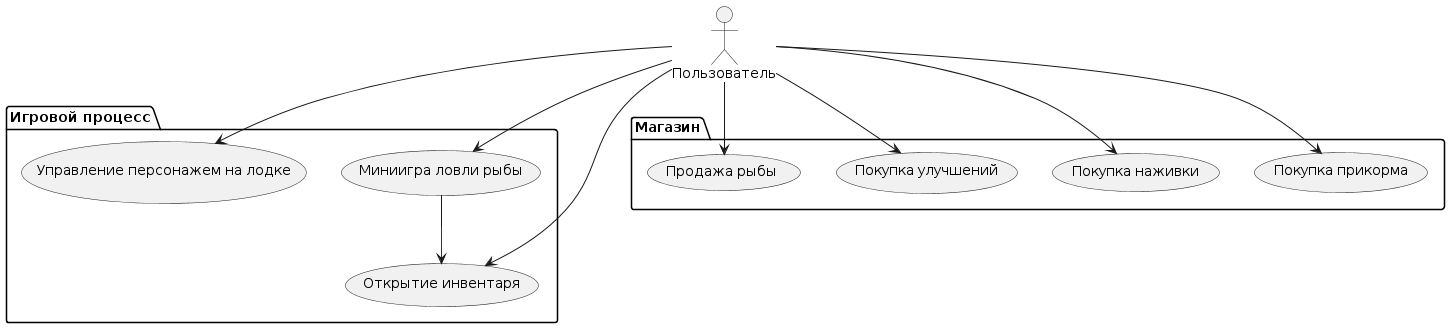 Пользователь
Игровой процесс
Управление персонажем на лодке
Миниигра ловли рыбы
Открытие инвентаря
Магазин
Продажа рыбы
Покупка улучшений
Покупка наживки
Покупка прикорма